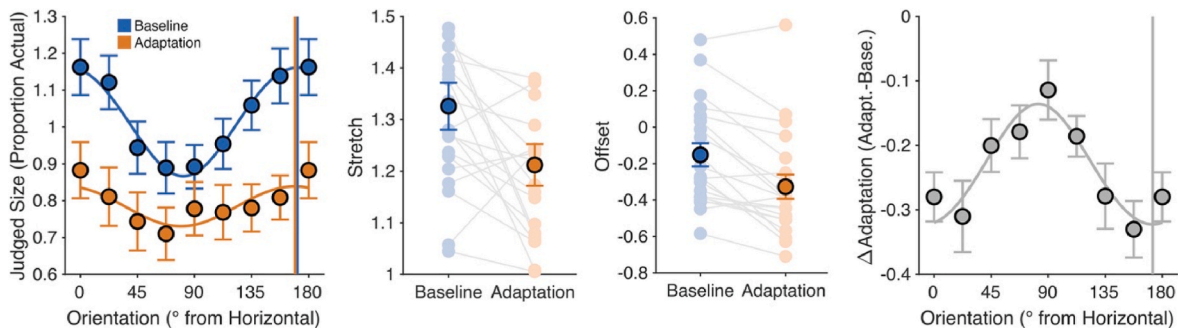 Judged Size (Proportion Actual)
1.3
1.2
1.1
1
0.9
0.8
0.7
0.6
Baseline
Adaptation
0 45 90 135 180
Orientation (° from Horizontal)
Stretch
1.5
1.4
1.3
1.2
1.1
1
Baseline Adaptation
Offset
0.6
0.4
0.2
0
-0.2
-0.4
-0.6
-0.8
Baseline Adaptation
ΔAdaptation (Adapt.-Base.)
-0
-0.1
-0.2
-0.3
-0.4
0 45 90 135 180
Orientation (° from Horizontal)